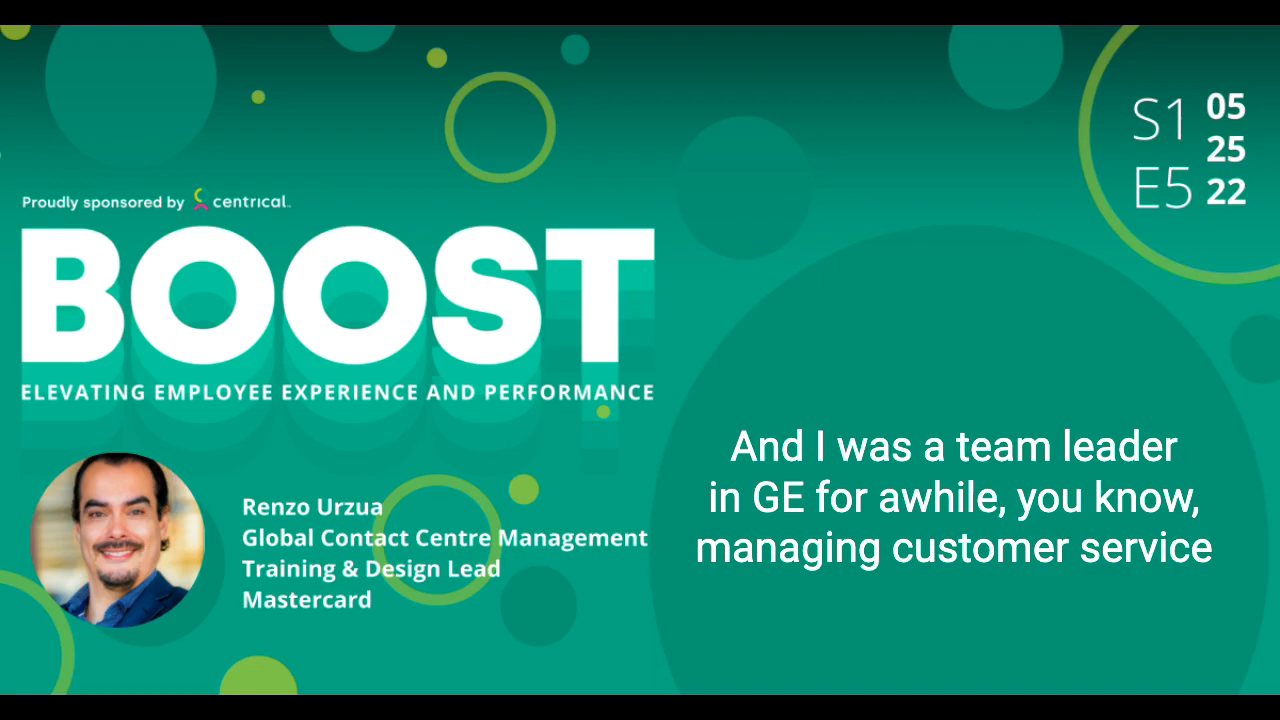 S1 05
25
E5 22
Proudly sponsored by centrical
BOOST
ELEVATING EMPLOYEE EXPERIENCE AND PERFORMANCE
And I was a team leader
in GE for awhile, you know,
managing customer service
Renzo Urzua
Global Contact Centre Management
Training & Design Lead
Mastercard